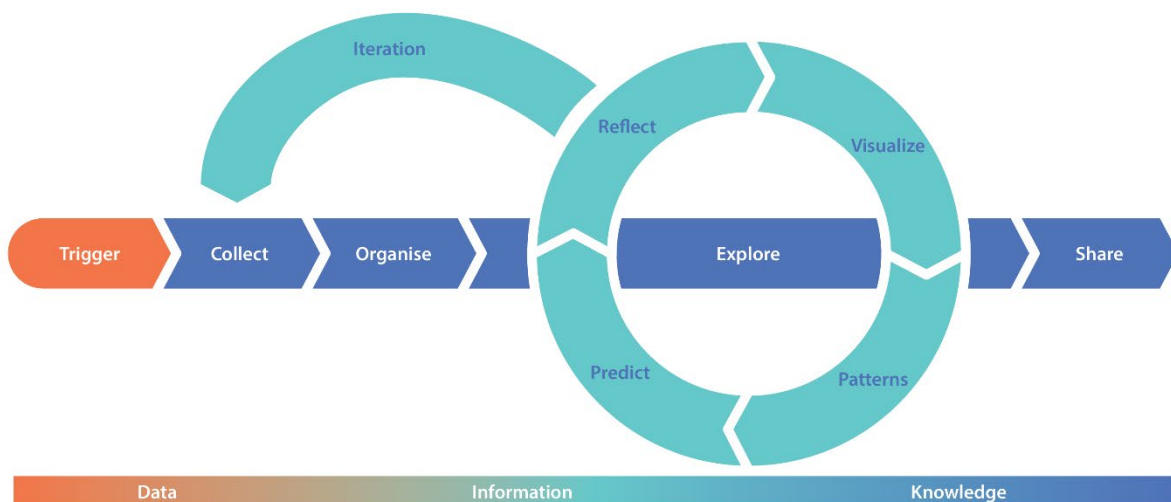 Iteration
Reflect
Visualize
Trigger
Collect
Organise
Explore
Share
Predict
Patterns
Data
Information
Knowledge